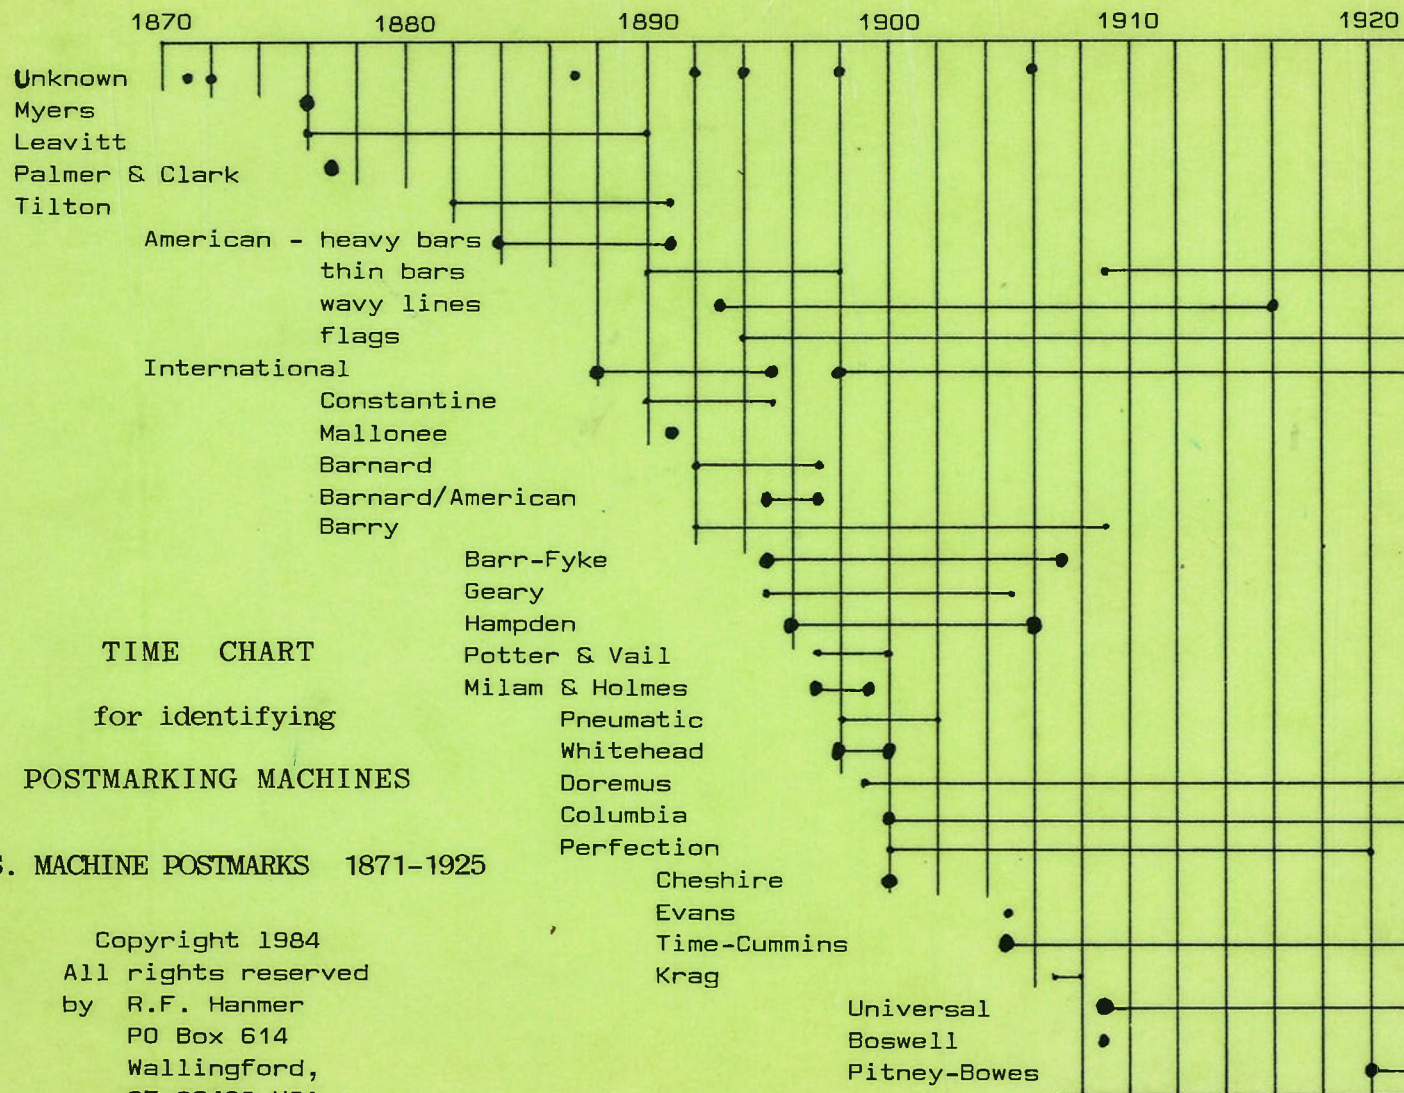 1870 1880 1890 1900 1910 1920
Unknown
Myers
Leavitt
Palmer & Clark
Tilton
American - heavy bars
thin bars
wavy lines
flags
International
Constantine
Mallonee
Barnard
Barnard/American
Barry
Barr-Fyke
Geary
Hampden
Potter & Vail
Milam & Holmes
Pneumatic
Whitehead
Doremus
Columbia
Perfection
Cheshire
Evans
Time-Cummins
Krag
Universal
Boswell
Pitney-Bowes
TIME CHART
for identifying
POSTMARKING MACHINES
S. MACHINE POSTMARKS 1871-1925
Copyright 1984
All rights reserved
by R.F. Hanmer
PO Box 614
Wallingford,